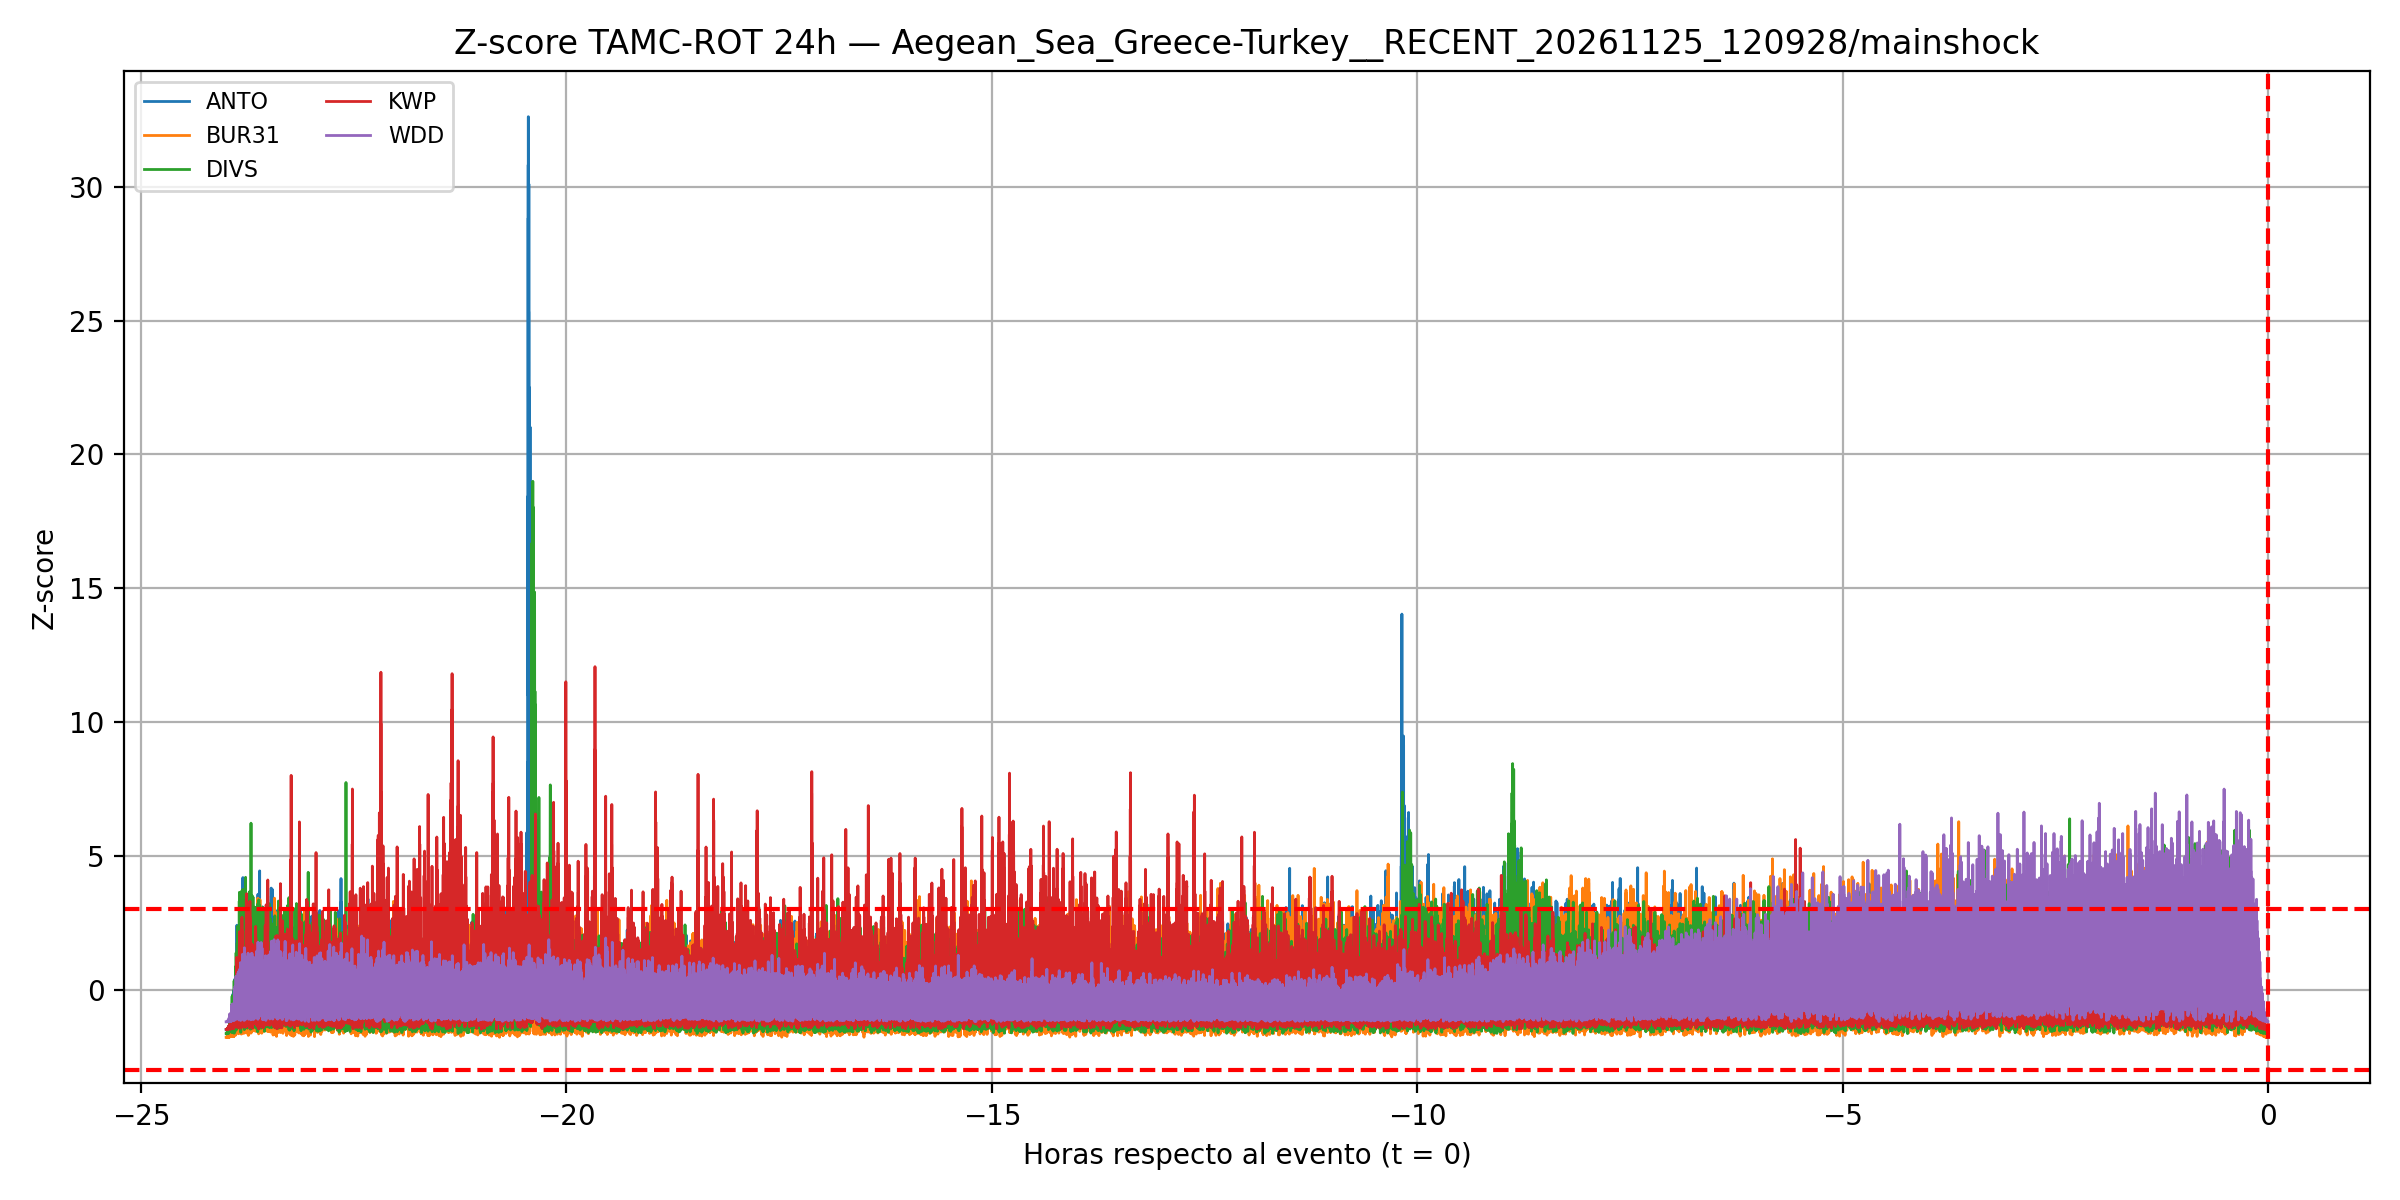 Z-score TAMC-ROT 24h — Aegean_Sea_Greece-Turkey__RECENT_20261125_120928/mainshock
ANTO
BUR31
DIVS
KWP
WDD
Z-score
30
25
20
15
10
5
0
−25
−20
−15
−10
−5
0
Horas respecto al evento (t = 0)